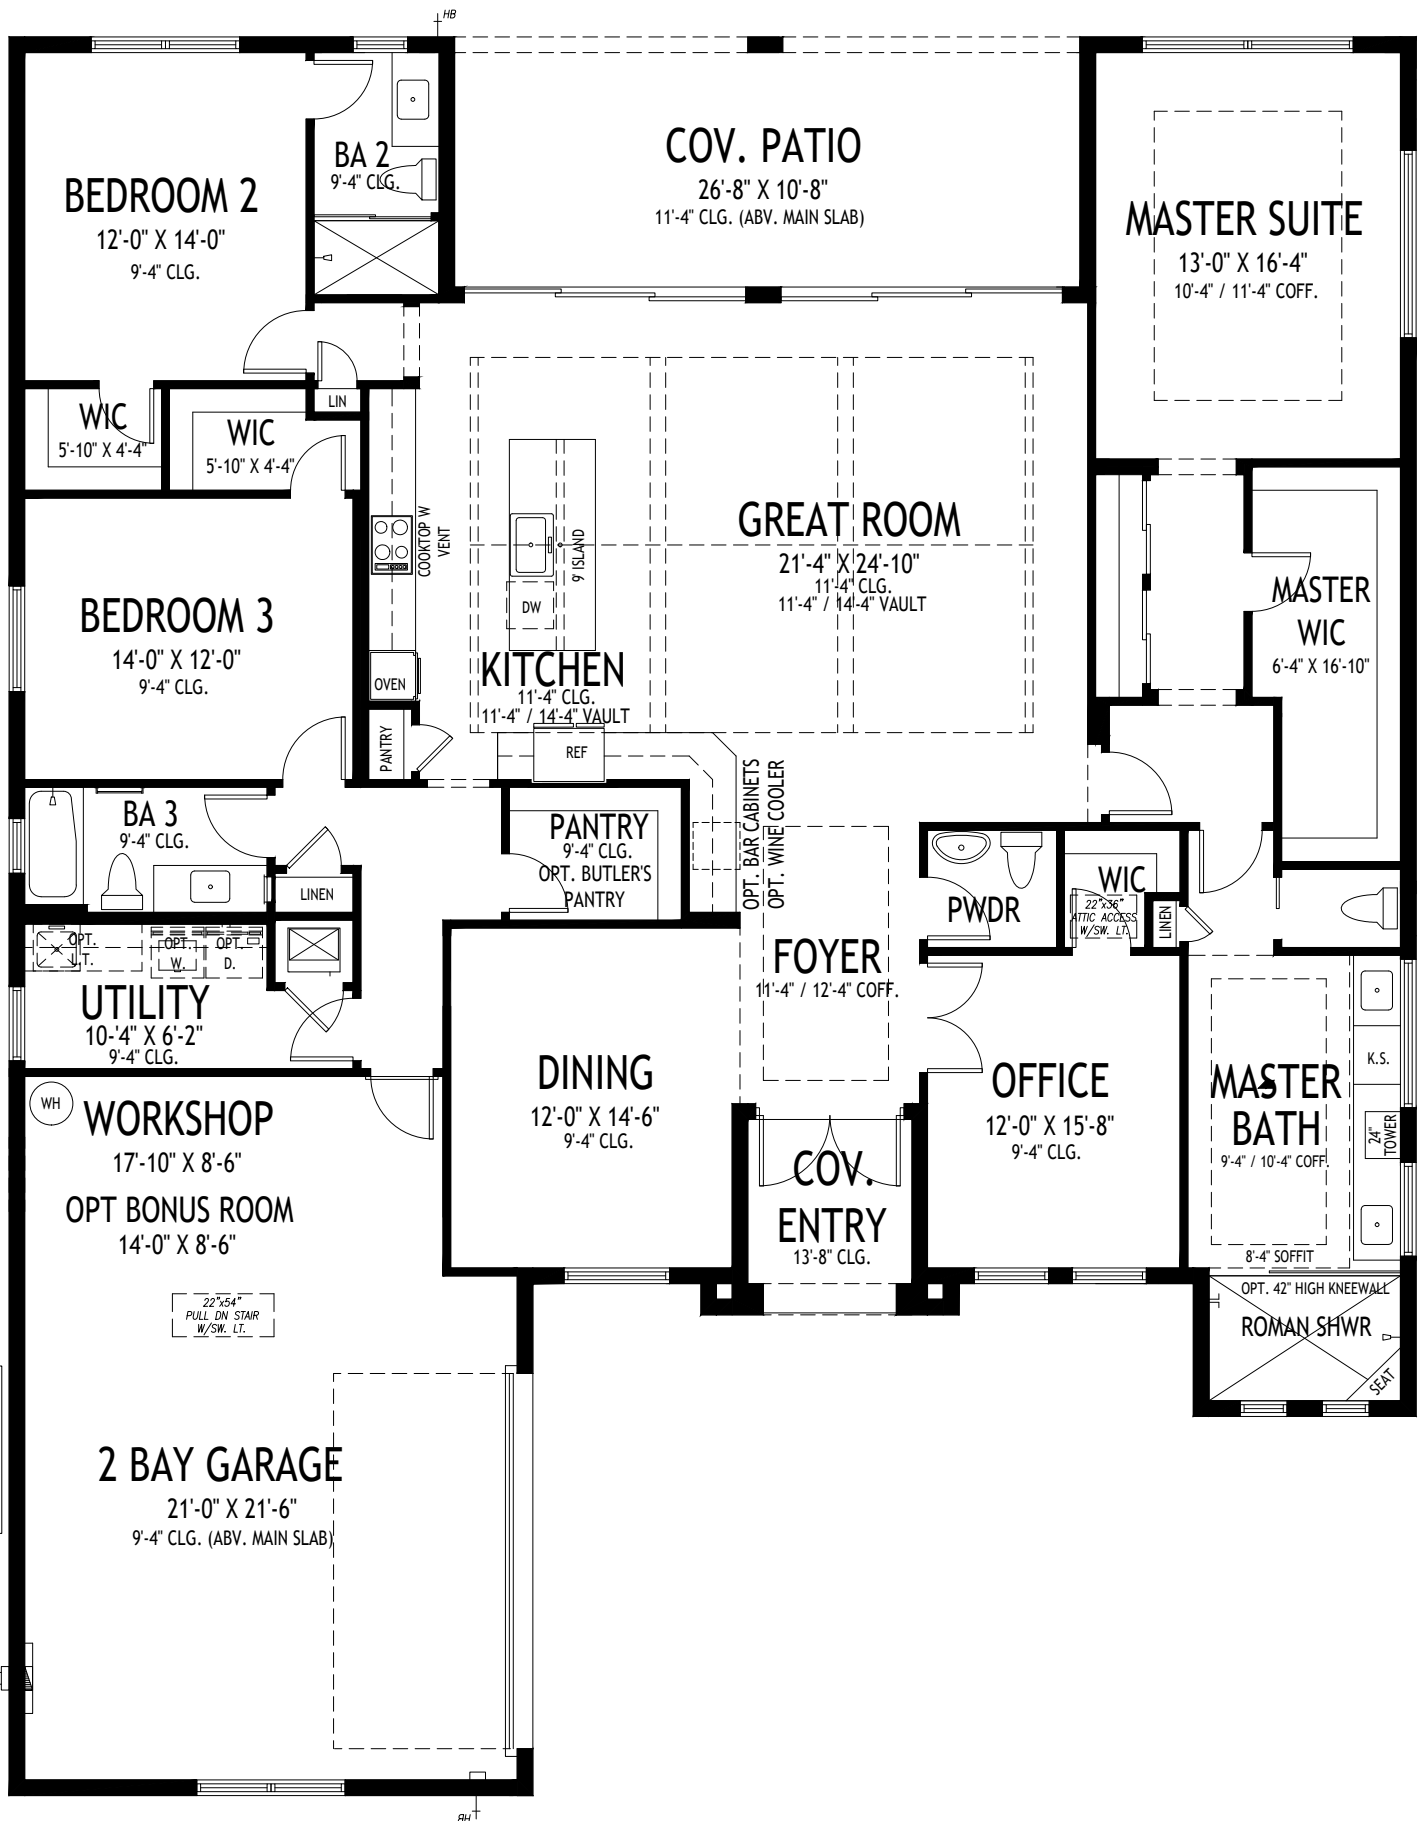 HB
BEDROOM 2
12'-0" X 14'-0"
9'-4" CLG.
BA 2
9'-4" CLG.
COV. PATIO
26'-8" X 10'-8"
11'-4" CLG. (ABV. MAIN SLAB)
MASTER SUITE
13'-0" X 16'-4"
10'-4" / 11'-4" COFF.
WIC
5'-10" X 4'-4"
WIC
5'-10" X 4'-4"
LIN
COOKTOP W
VENT
9' ISLAND
DW
OVEN
GREAT ROOM
21'-4" X 24'-10"
11'-4" CLG.
11'-4" / 14'-4" VAULT
KITCHEN
11'-4" CLG.
11'-4" / 14'-4" VAULT
REF
PANTRY
BEDROOM 3
14'-0" X 12'-0"
9'-4" CLG.
MASTER
WIC
6'-4" X 16'-10"
BA 3
9'-4" CLG.
LINEN
PANTRY
9'-4" CLG.
OPT. BUTLER'S
PANTRY
OPT. BAR CABINETS
OPT. WINE COOLER
PWDR
WIC
22"x36"
ATTIC ACCESS
W/SW. LT.
LINEN
FOYER
11'-4" / 12'-4" COFF.
OPT.
L.T.
OPT.
W.
OPT.
D.
UTILITY
10-'4" X 6'-2"
9'-4" CLG.
DINING
12'-0" X 14'-6"
9'-4" CLG.
OFFICE
12'-0" X 15'-8"
9'-4" CLG.
MASTER
BATH
9'-4" / 10'-4" COFF.
K.S.
24"
TOWER
8'-4" SOFFIT
OPT. 42" HIGH KNEEWALL
ROMAN SHWR
SEAT
COV.
ENTRY
13'-8" CLG.
WH
WORKSHOP
17'-10" X 8'-6"
OPT BONUS ROOM
14'-0" X 8'-6"
22"x54"
PULL DN STAIR
W/SW. LT.
2 BAY GARAGE
21'-0" X 21'-6"
9'-4" CLG. (ABV. MAIN SLAB)
HB